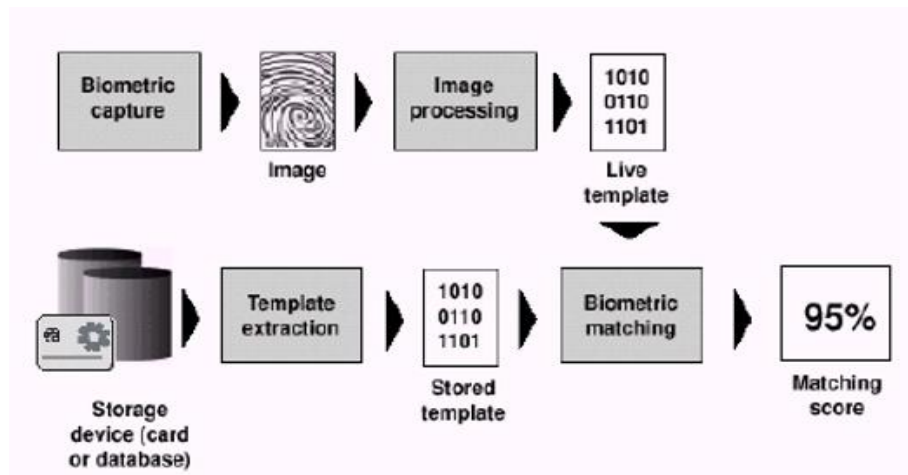 Biometric
capture
Image
Image
processing
1010
0110
1101
Live
template
Storage
device (card
or database)
Template
extraction
1010
0110
1101
Stored
template
Biometric
matching
95%
Matching
score